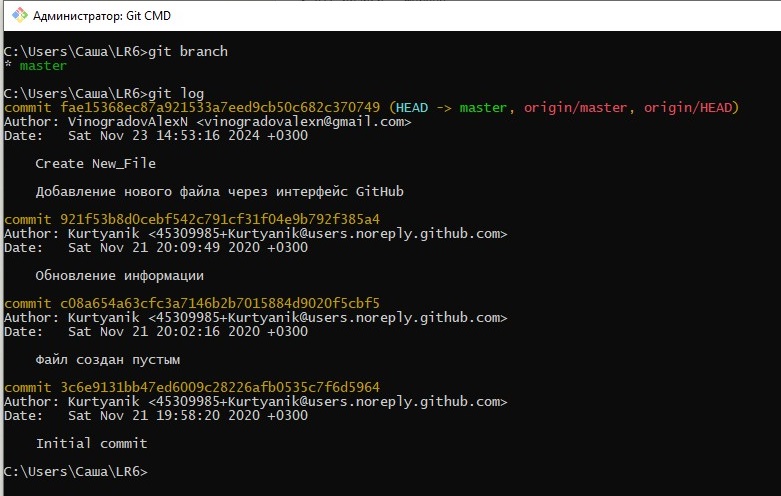 Администратор: Git CMD
C:\Users\Саша\LR6>git branch
* master
C:\Users\Саша\LR6>git log
commit fae15368ec87a921533a7eed9cb50c682c370749 (HEAD -> master, origin/master, origin/HEAD)
Author: VinogradovAlexN <vinogradovalexn@gmail.com>
Date:   Sat Nov 23 14:53:16 2024 +0300
Create New_File
Добавление нового файла через интерфейс GitHub
commit 921f53b8d0cebf542c791cf31f04e9b792f385a4
Author: Kurtyanik <45309985+Kurtyanik@users.noreply.github.com>
Date:   Sat Nov 21 20:09:49 2020 +0300
Обновление информации
commit c08a654a63cfc3a7146b2b7015884d9020f5cbf5
Author: Kurtyanik <45309985+Kurtyanik@users.noreply.github.com>
Date:   Sat Nov 21 20:02:16 2020 +0300
Файл создан пустым
commit 3c6e9131bb47ed6009c28226afb0535c7f6d5964
Author: Kurtyanik <45309985+Kurtyanik@users.noreply.github.com>
Date:   Sat Nov 21 19:58:20 2020 +0300
Initial commit
C:\Users\Саша\LR6>